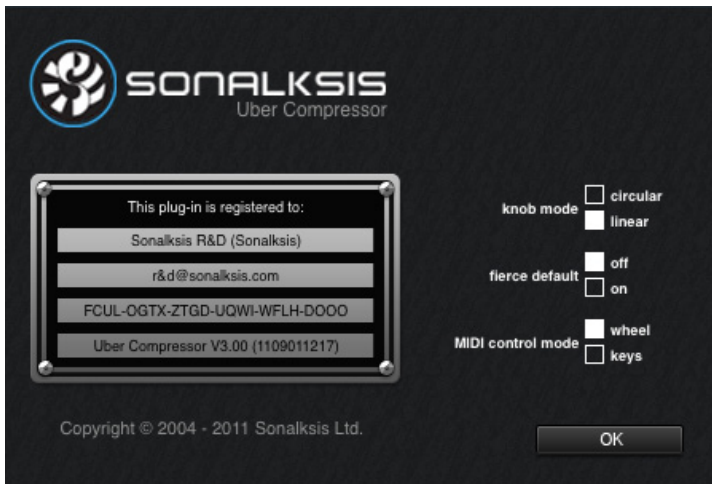 SONALKSIS
Uber Compressor
This plug-in is registered to:
Sonalksis R&D (Sonalksis)
r&d@sonalksis.com
FCUL-OGTX-ZTGD-UQWI-WFLH-DOOO
Uber Compressor V3.00 (1109011217)
knob mode
circular
linear
fierce default
off
on
MIDI control mode
wheel
keys
Copyright © 2004 - 2011 Sonalksis Ltd.
OK